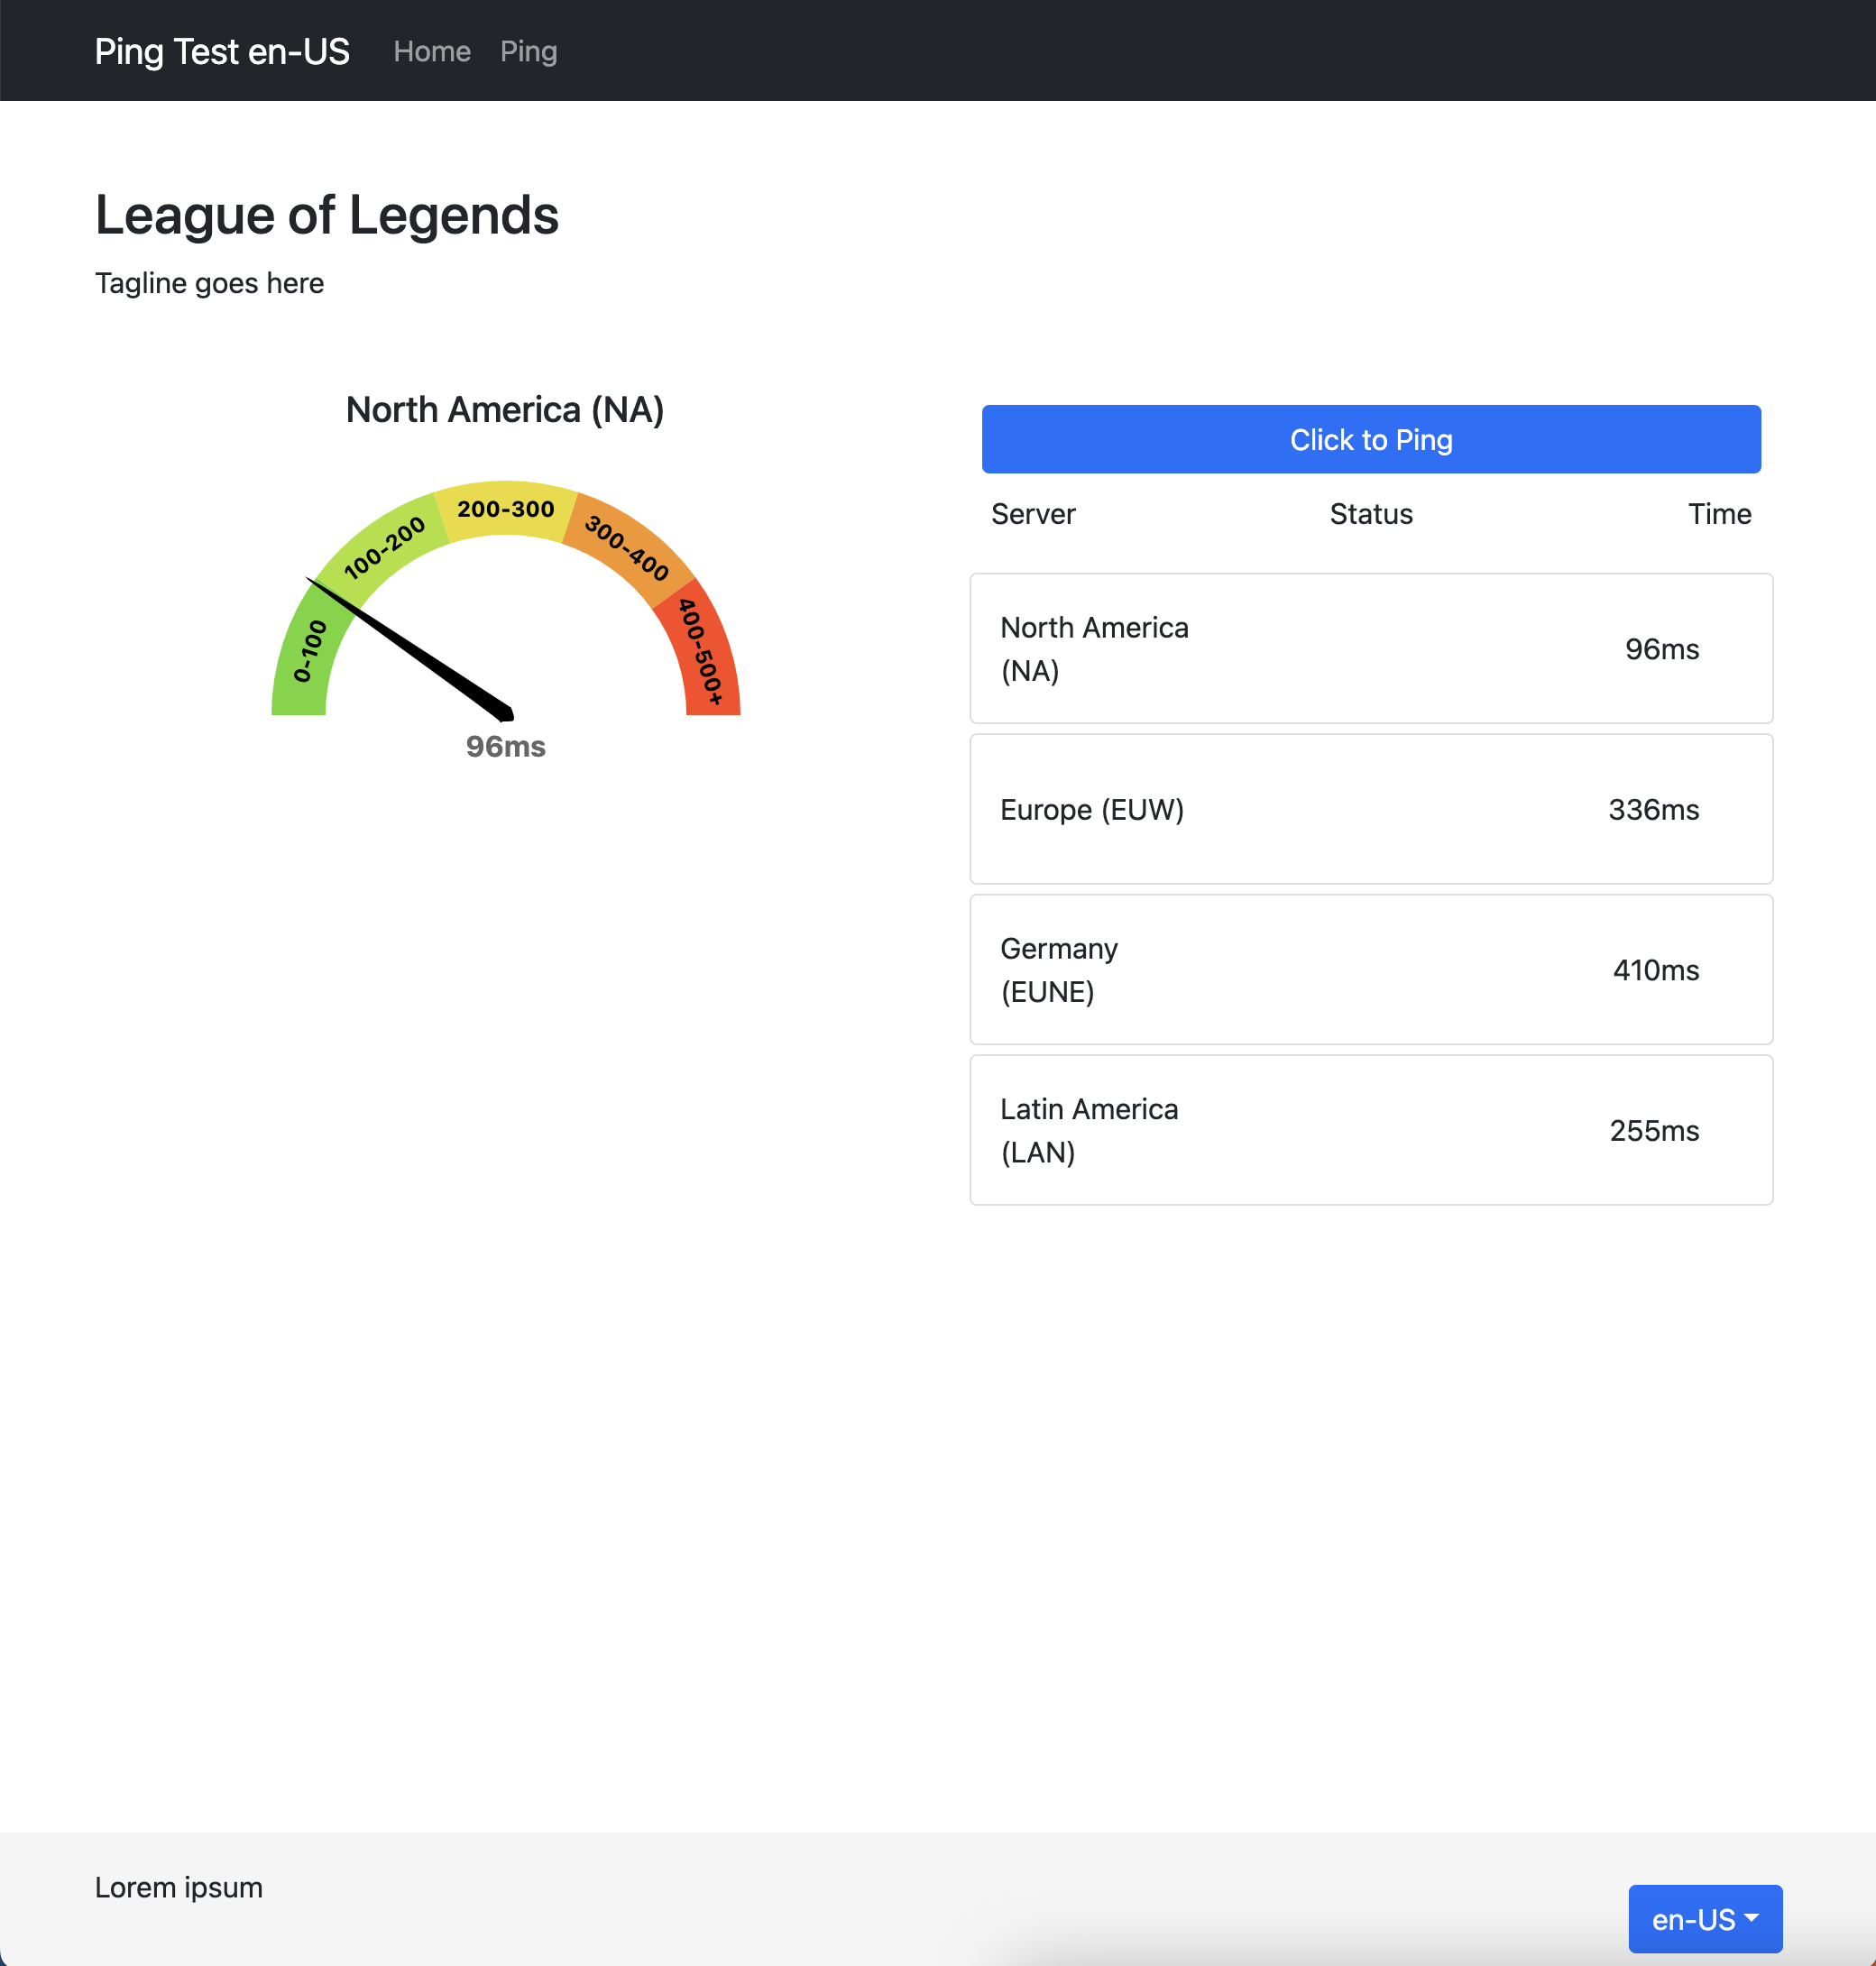 Ping Test en-US Home Ping
League of Legends
Tagline goes here
North America (NA)
0-100
100-200
200-300
300-400
400-500+
96ms
Click to Ping
Server Status Time
North America
(NA)
96ms
Europe (EUW) 336ms
Germany
(EUNE)
410ms
Latin America
(LAN)
255ms
Lorem ipsum
en-US